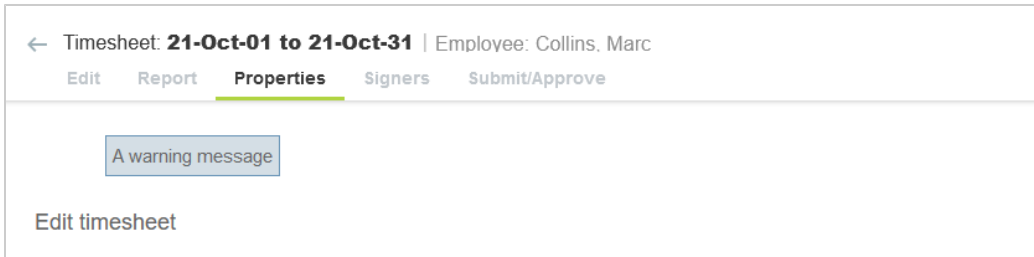 ← Timesheet: 21-Oct-01 to 21-Oct-31 | Employee: Collins, Marc
Edit Report Properties Signers Submit/Approve
A warning message
Edit timesheet